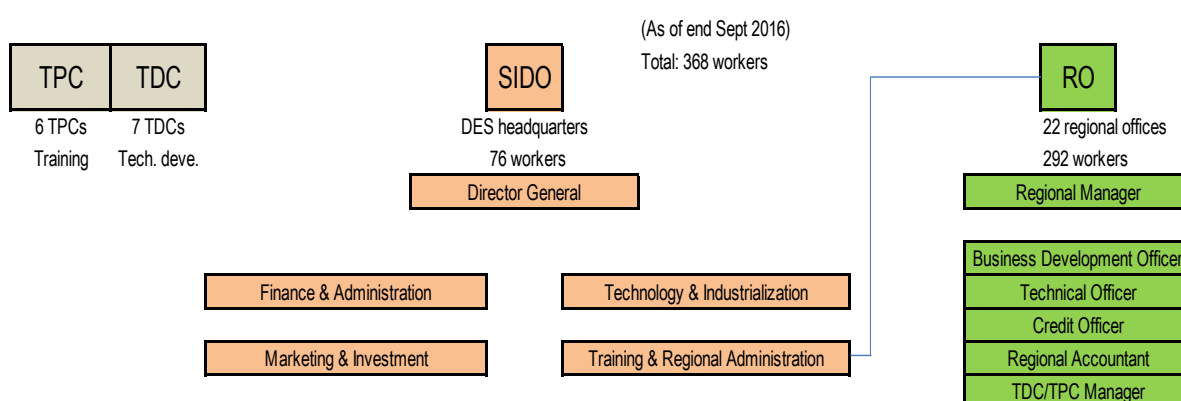 (As of end Sept 2016)
Total: 368 workers
TPC
TDC
SIDO
RO
6 TPCs
7 TDCs
DES headquarters
22 regional offices
Training
Tech. deve.
76 workers
292 workers
Director General
Regional Manager
Business Development Officer
Finance & Administration
Technology & Industrialization
Technical Officer
Credit Officer
Marketing & Investment
Training & Regional Administration
Regional Accountant
TDC/TPC Manager